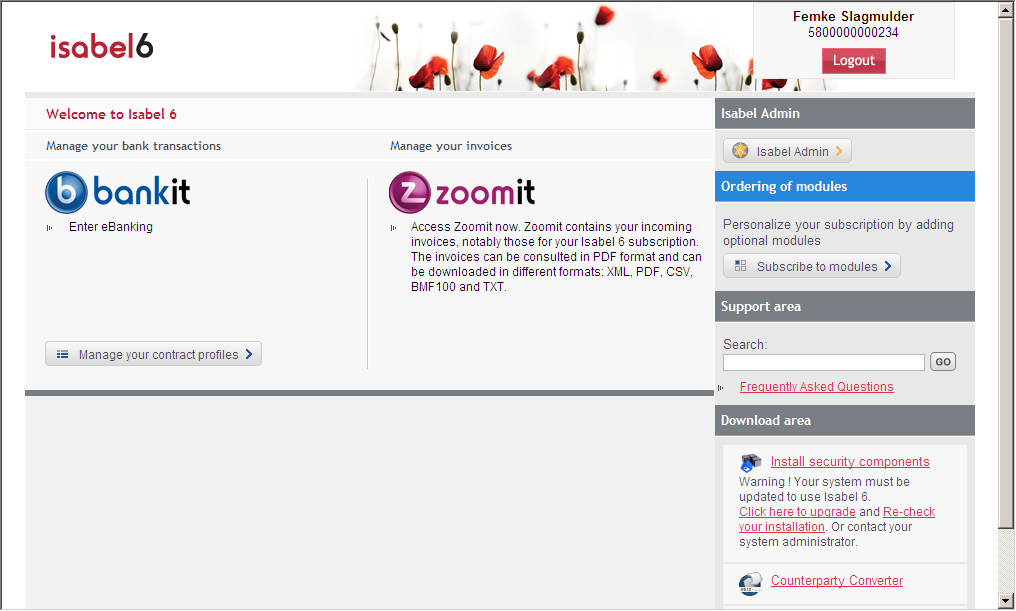 isabel6
Femke Slagmulder
5800000000234
Logout
Welcome to Isabel 6
Manage your bank transactions
bankit
Enter eBanking
Manage your contract profiles
Manage your invoices
zoomit
Access Zoomit now. Zoomit contains your incoming
invoices, notably those for your Isabel 6 subscription.
The invoices can be consulted in PDF format and can
be downloaded in different formats: XML, PDF, CSV,
BMF100 and TXT.
Isabel Admin
Isabel Admin
Ordering of modules
Personalize your subscription by adding
optional modules
Subscribe to modules
Support area
Search:
GO
Frequently Asked Questions
Download area
Install security components
Warning ! Your system must be
updated to use Isabel 6.
Click here to upgrade and Re-check
your installation. Or contact your
system administrator.
Counterparty Converter